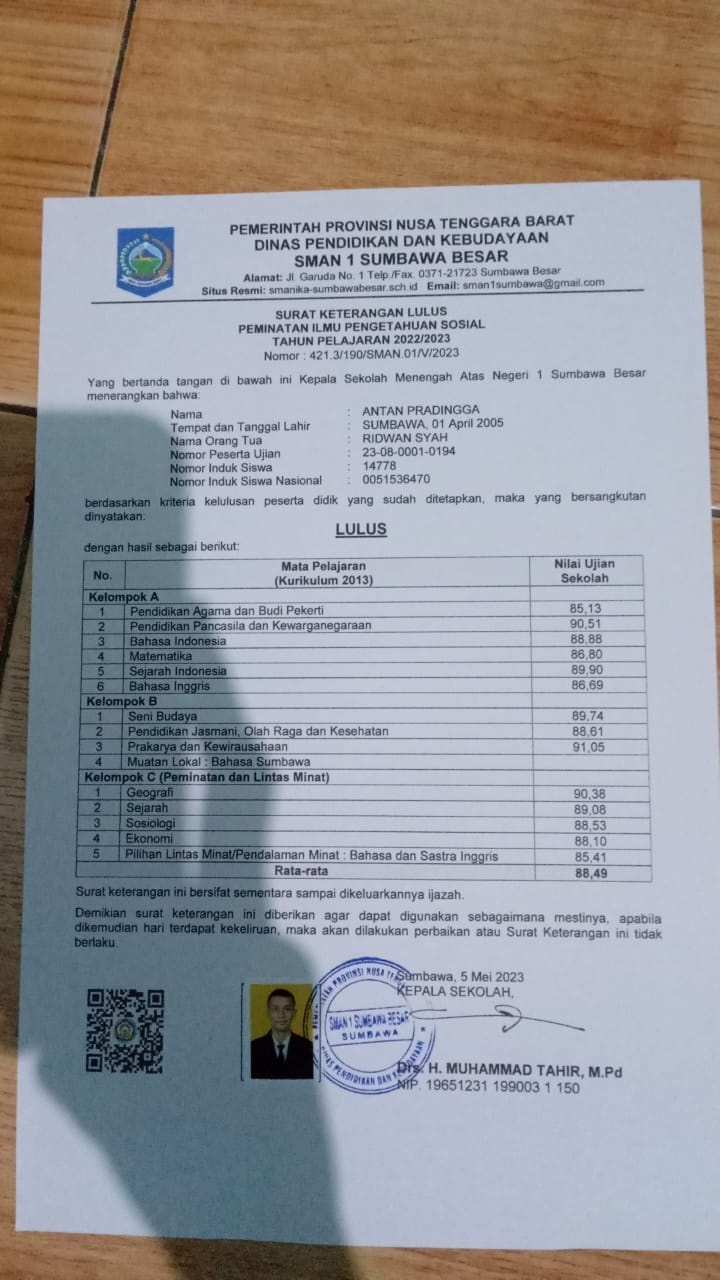 PEMERINTAH PROVINSI NUSA TENGGARA BARAT
DINAS PENDIDIKAN DAN KEBUDAYAAN
SMAN 1 SUMBAWA BESAR
Alamat: Jl. Garuda No. 1 Telp./Fax. 0371-21723 Sumbawa Besar
Situs Resmi: smanika-sumbawabesar.sch.id Email: sman1sumbawa@gmail.com
SURAT KETERANGAN LULUS
PEMINATAN ILMU PENGETAHUAN SOSIAL
TAHUN PELAJARAN 2022/2023
Nomor : 421.3/190/SMAN.01/V/2023
Yang bertanda tangan di bawah ini Kepala Sekolah Menengah Atas Negeri 1 Sumbawa Besar
menerangkan bahwa:
Nama : ANTAN PRADINGGA
Tempat dan Tanggal Lahir : SUMBAWA, 01 April 2005
Nama Orang Tua : RIDWAN SYAH
Nomor Peserta Ujian : 23-08-0001-0194
Nomor Induk Siswa : 14778
Nomor Induk Siswa Nasional : 0051536470
berdasarkan kriteria kelulusan peserta didik yang sudah ditetapkan, maka yang bersangkutan
dinyatakan:
LULUS
dengan hasil sebagai berikut:
No. Mata Pelajaran (Kurikulum 2013) Nilai Ujian Sekolah
Kelompok A
1 Pendidikan Agama dan Budi Pekerti 85,13
2 Pendidikan Pancasila dan Kewarganegaraan 90,51
3 Bahasa Indonesia 88,88
4 Matematika 86,80
5 Sejarah Indonesia 89,90
6 Bahasa Inggris 86,69
Kelompok B
1 Seni Budaya 89,74
2 Pendidikan Jasmani, Olah Raga dan Kesehatan 88,61
3 Prakarya dan Kewirausahaan 91,05
4 Muatan Lokal : Bahasa Sumbawa
Kelompok C (Peminatan dan Lintas Minat)
1 Geografi 90,38
2 Sejarah 89,08
3 Sosiologi 88,53
4 Ekonomi 88,10
5 Pilihan Lintas Minat/Pendalaman Minat : Bahasa dan Sastra Inggris 85,41
Rata-rata 88,49
Surat keterangan ini bersifat sementara sampai dikeluarkannya ijazah.
Demikian surat keterangan ini diberikan agar dapat digunakan sebagaimana mestinya, apabila
dikemudian hari terdapat kekeliruan, maka akan dilakukan perbaikan atau Surat Keterangan ini tidak
berlaku.
Sumbawa, 5 Mei 2023
KEPALA SEKOLAH,
PROVINSI NUSA
SMAN 1 SUMBAWA BESAR
SUMBAWA
DINAS PENDIDIKAN DAN KEBUDAYAAN
Drs. H. MUHAMMAD TAHIR, M.Pd
NIP. 19651231 199003 1 150